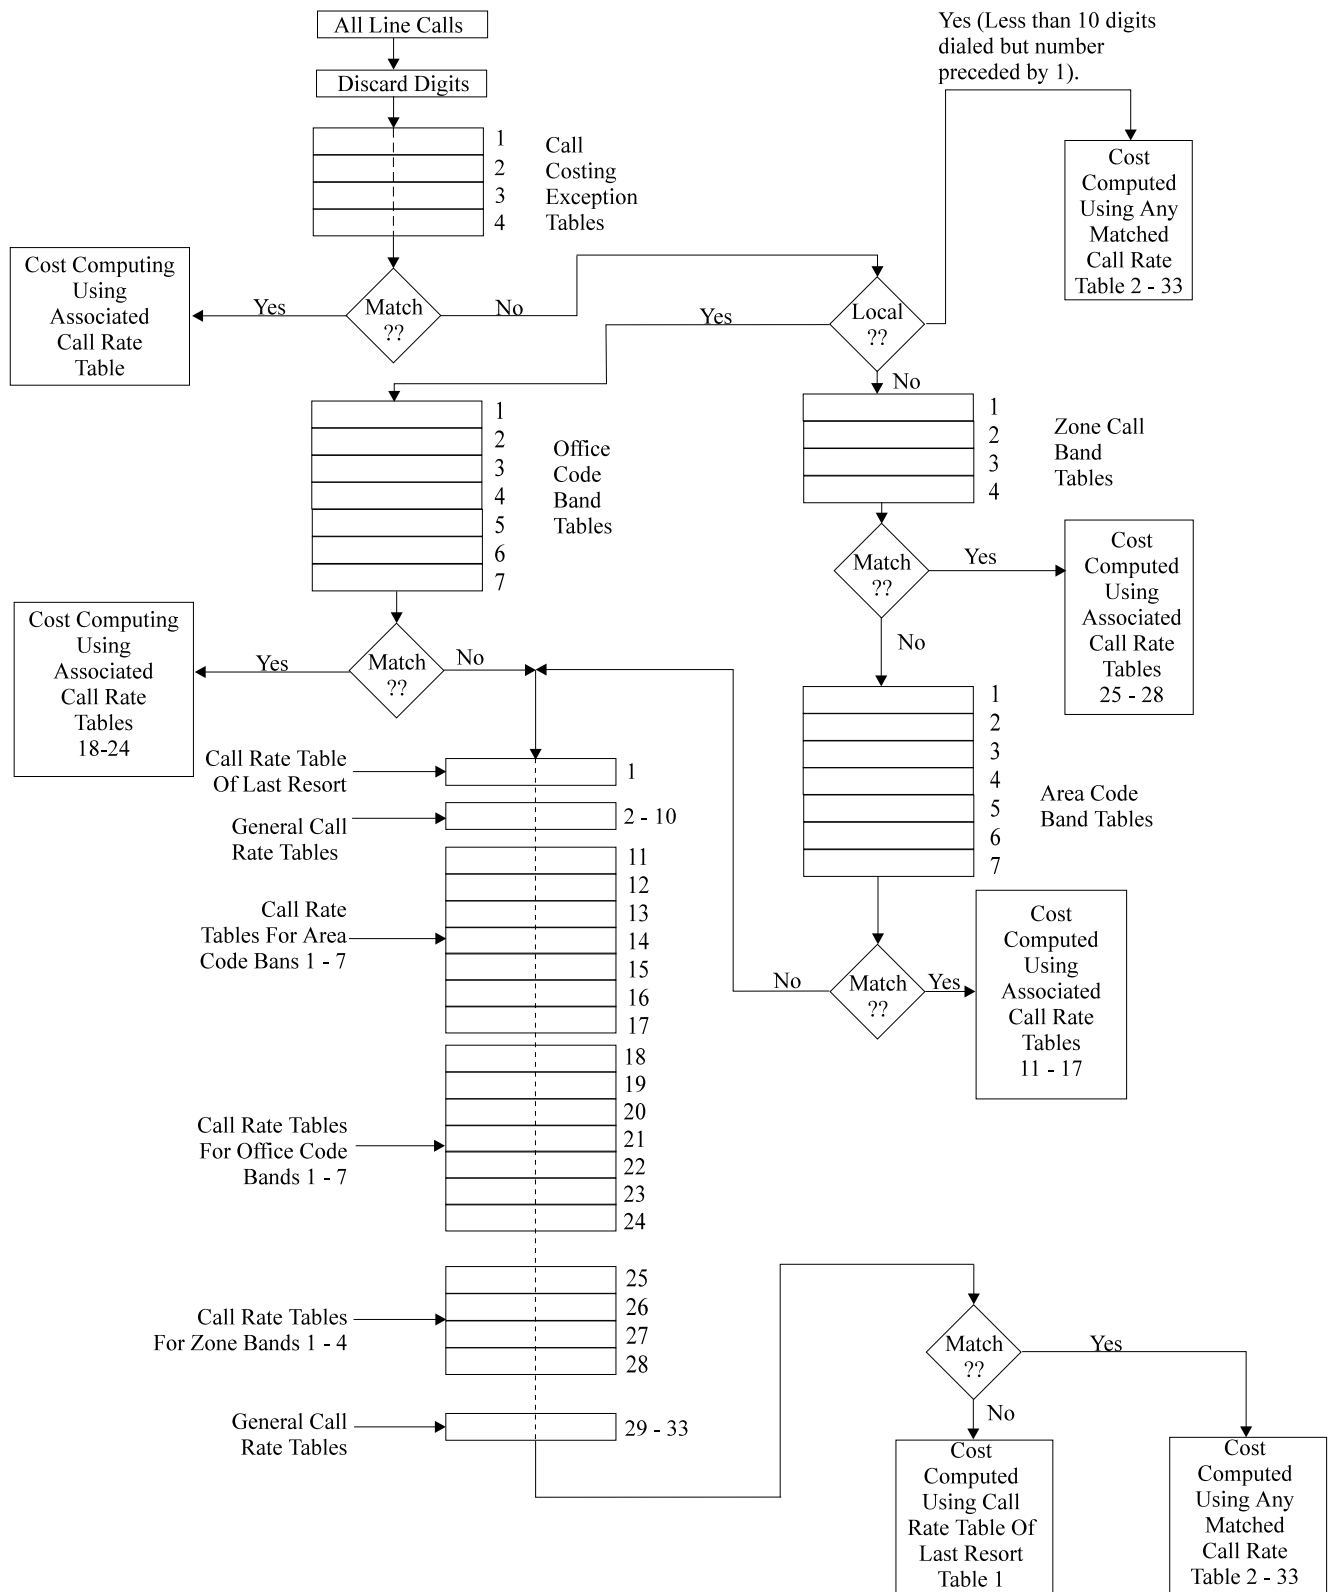 Yes (Less than 10 digits
dialed but number
preceded by 1).
All Line Calls
Discard Digits
1
2
3
4
Call
Costing
Exception
Tables
Cost
Computed
Using Any
Matched
Call Rate
Table 2 - 33
Cost Computing
Using
Associated
Call Rate
Table
Yes
Match
??
No
Yes
Local
??
No
1
2
3
4
5
6
7
Office
Code
Band
Tables
1
2
3
4
Zone Call
Band
Tables
Match
??
Yes
No
Cost
Computed
Using
Associated
Call Rate
Tables
25 - 28
Cost Computing
Using
Associated
Call Rate
Tables
18-24
Yes
Match
??
No
1
2
3
4
5
6
7
Area Code
Band Tables
Call Rate Table
Of Last Resort
1
General Call
Rate Tables
2 - 10
Call Rate
Tables For Area
Code Bans 1 - 7
11
12
13
14
15
16
17
No
Match
??
Yes
Cost
Computed
Using
Associated
Call Rate
Tables
11 - 17
Call Rate Tables
For Office Code
Bands 1 - 7
18
19
20
21
22
23
24
Call Rate Tables
For Zone Bands 1 - 4
25
26
27
28
General Call
Rate Tables
29 - 33
Match
??
Yes
No
Cost
Computed
Using Call
Rate Table Of
Last Resort
Table 1
Cost
Computed
Using Any
Matched
Call Rate
Table 2 - 33